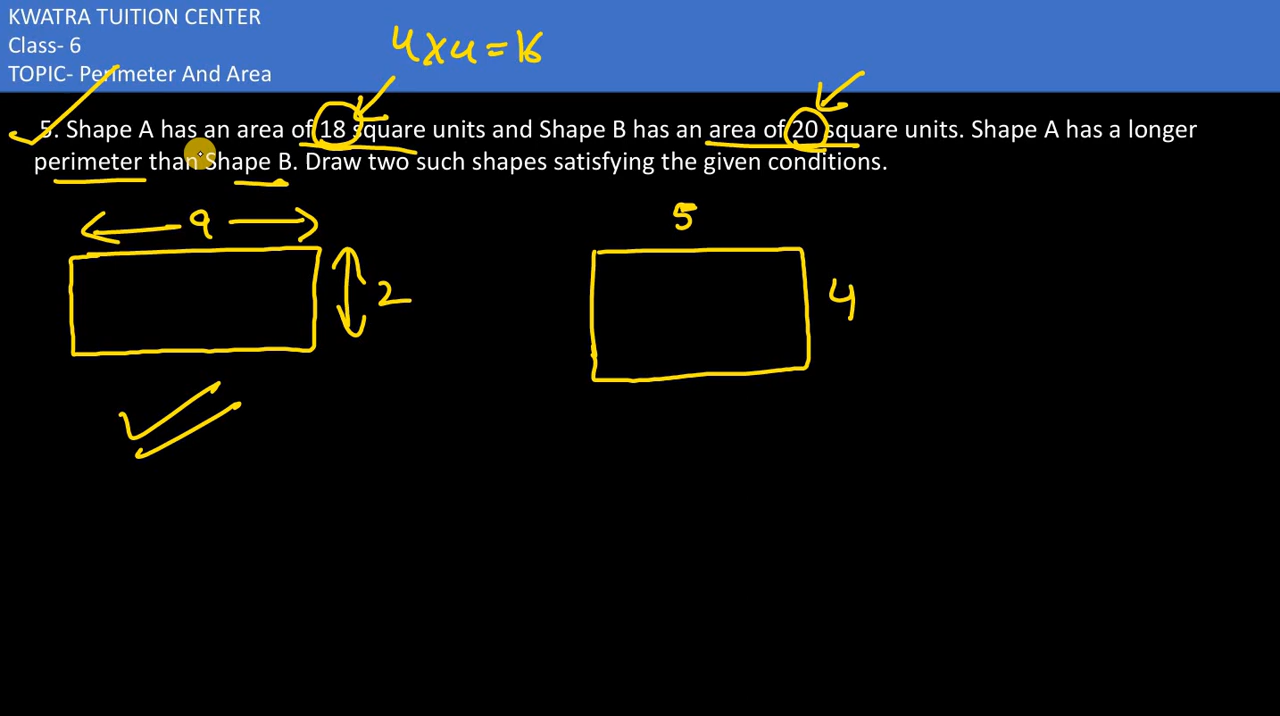 KWATRA TUITION CENTER
Class- 6
TOPIC- Perimeter And Area
4x4=16
5. Shape A has an area of 18 square units and Shape B has an area of 20 square units. Shape A has a longer
perimeter than Shape B. Draw two such shapes satisfying the given conditions.
9
2
5
4